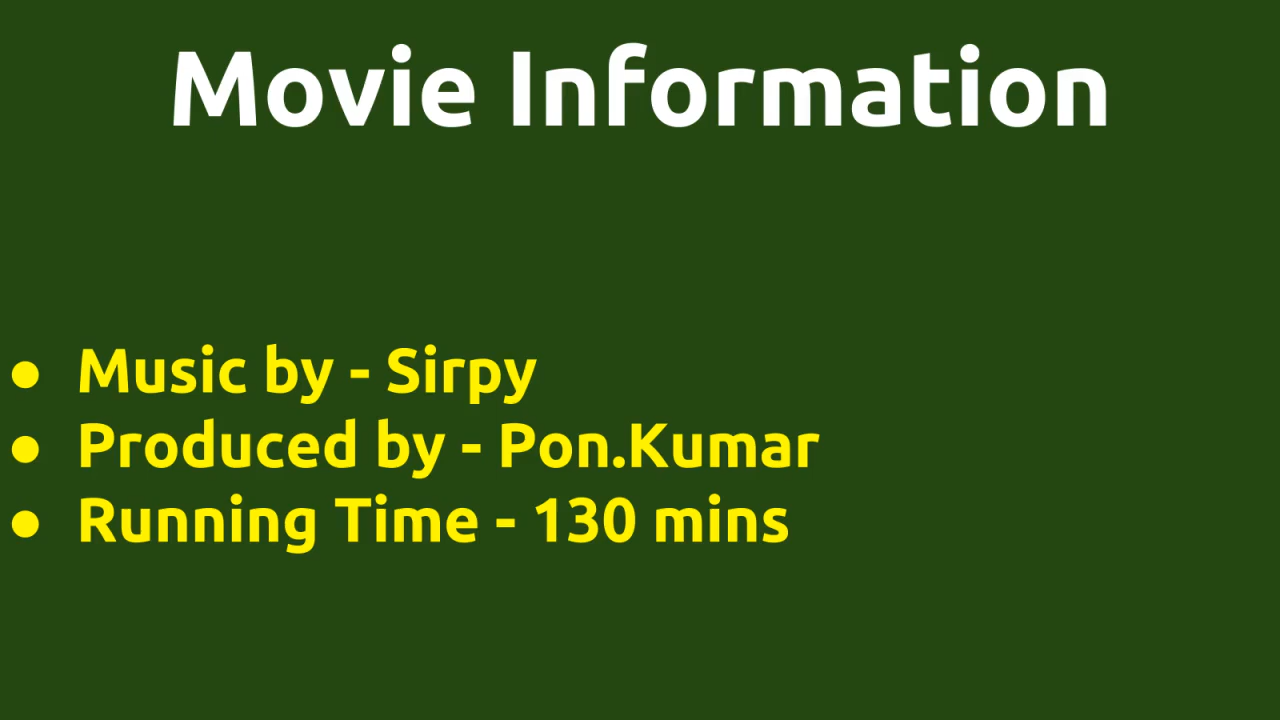 Movie Information
● Music by - Sirpy
● Produced by - Pon.Kumar
● Running Time - 130 mins